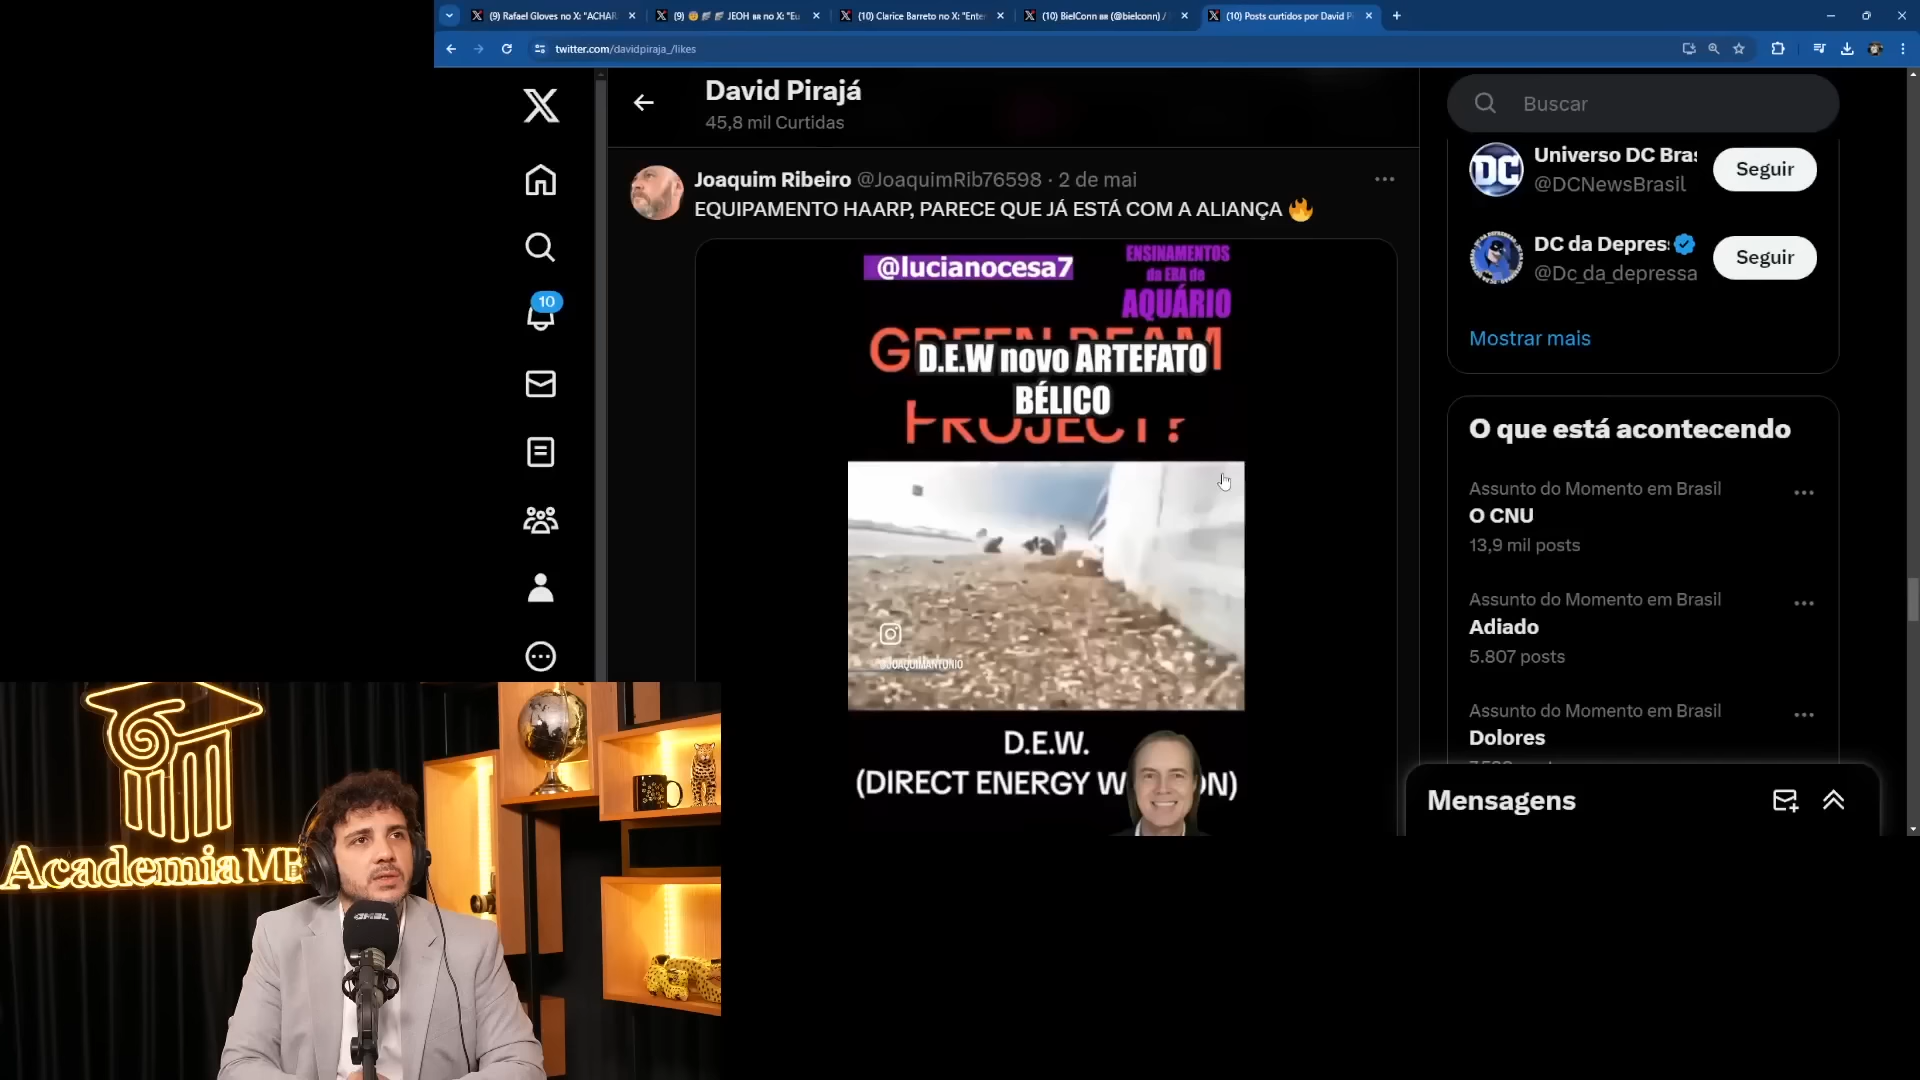 (9) Rafael Gloves no X: "ACHAR
(9) JEOH BR no X: "Eu
(10) Clarice Barreto no X: "Enter
(10) BielConn BR (@bielconn) /
(10) Posts curtidos por David P
twitter.com/davidpiraja_/likes
David Pirajá
45,8 mil Curtidas
Joaquim Ribeiro @JoaquimRib76598 · 2 de mai
EQUIPAMENTO HAARP, PARECE QUE JÁ ESTÁ COM A ALIANÇA 🔥
@lucianocesa7
ENSINAMENTOS
da ERA de
AQUÁRIO
GREEN BEAM
D.E.W novo ARTEFATO
BÉLICO
PROJECT?
@JOAQUIMANTONIO
D.E.W.
(DIRECT ENERGY W ON)
10
Buscar
Universo DC Bras
@DCNewsBrasil
Seguir
DC da Depres
@Dc_da_depressa
Seguir
Mostrar mais
O que está acontecendo
Assunto do Momento em Brasil
O CNU
13,9 mil posts
Assunto do Momento em Brasil
Adiado
5.807 posts
Assunto do Momento em Brasil
Dolores
Mensagens
Academia MB